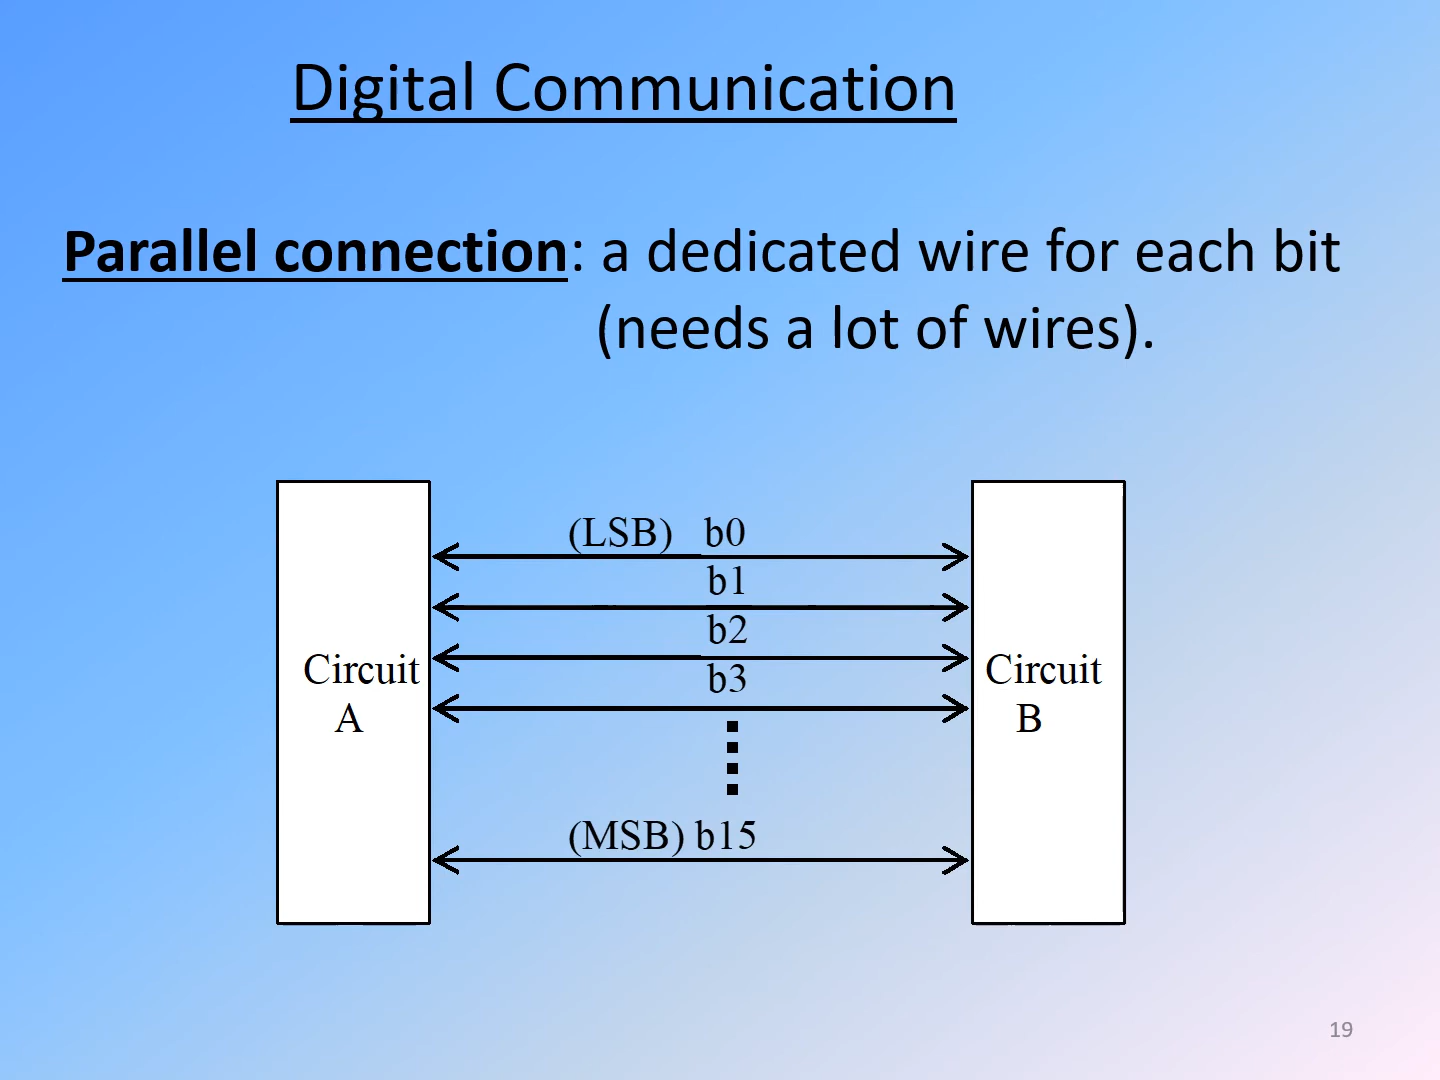 Digital Communication
Parallel connection: a dedicated wire for each bit
(needs a lot of wires).
(LSB) b0
b1
b2
b3
Circuit
A
Circuit
B
(MSB) b15
19